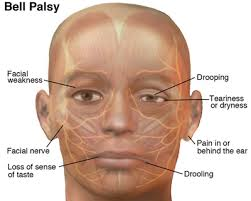 Bell Palsy
Facial
weakness
Drooping
Teariness
or dryness
Facial nerve
Pain in or
behind the ear
Loss of sense
of taste
Drooling